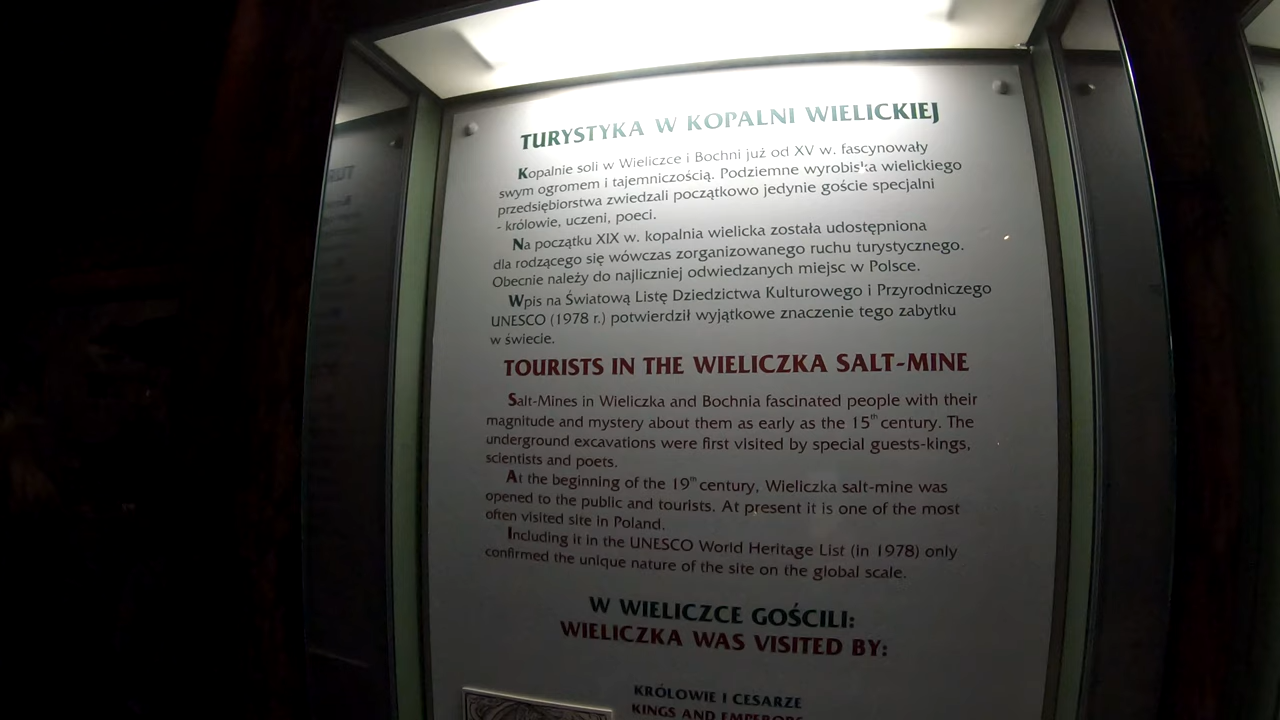 TURYSTYKA W KOPALNI WIELICKIEJ
Kopalnie soli w Wieliczce i Bochni już od XV w. fascynowały
swym ogromem i tajemniczością. Podziemne wyrobiska wielickiego
przedsiębiorstwa zwiedzali początkowo jedynie goście specjalni
- królowie, uczeni, poeci.
Na początku XIX w. kopalnia wielicka została udostępniona
dla rodzącego się wówczas zorganizowanego ruchu turystycznego.
Obecnie należy do najliczniej odwiedzanych miejsc w Polsce.
Wpis na Światową Listę Dziedzictwa Kulturowego i Przyrodniczego
UNESCO (1978 r.) potwierdził wyjątkowe znaczenie tego zabytku
w świecie.
TOURISTS IN THE WIELICZKA SALT-MINE
Salt-Mines in Wieliczka and Bochnia fascinated people with their
magnitude and mystery about them as early as the 15th century. The
underground excavations were first visited by special guests-kings,
scientists and poets.
At the beginning of the 19th century, Wieliczka salt-mine was
opened to the public and tourists. At present it is one of the most
often visited site in Poland.
Including it in the UNESCO World Heritage List (in 1978) only
confirmed the unique nature of the site on the global scale.
W WIELICZCE GOŚCILI:
WIELICZKA WAS VISITED BY:
KRÓLOWIE I CESARZE
KINGS AND EMPERORS